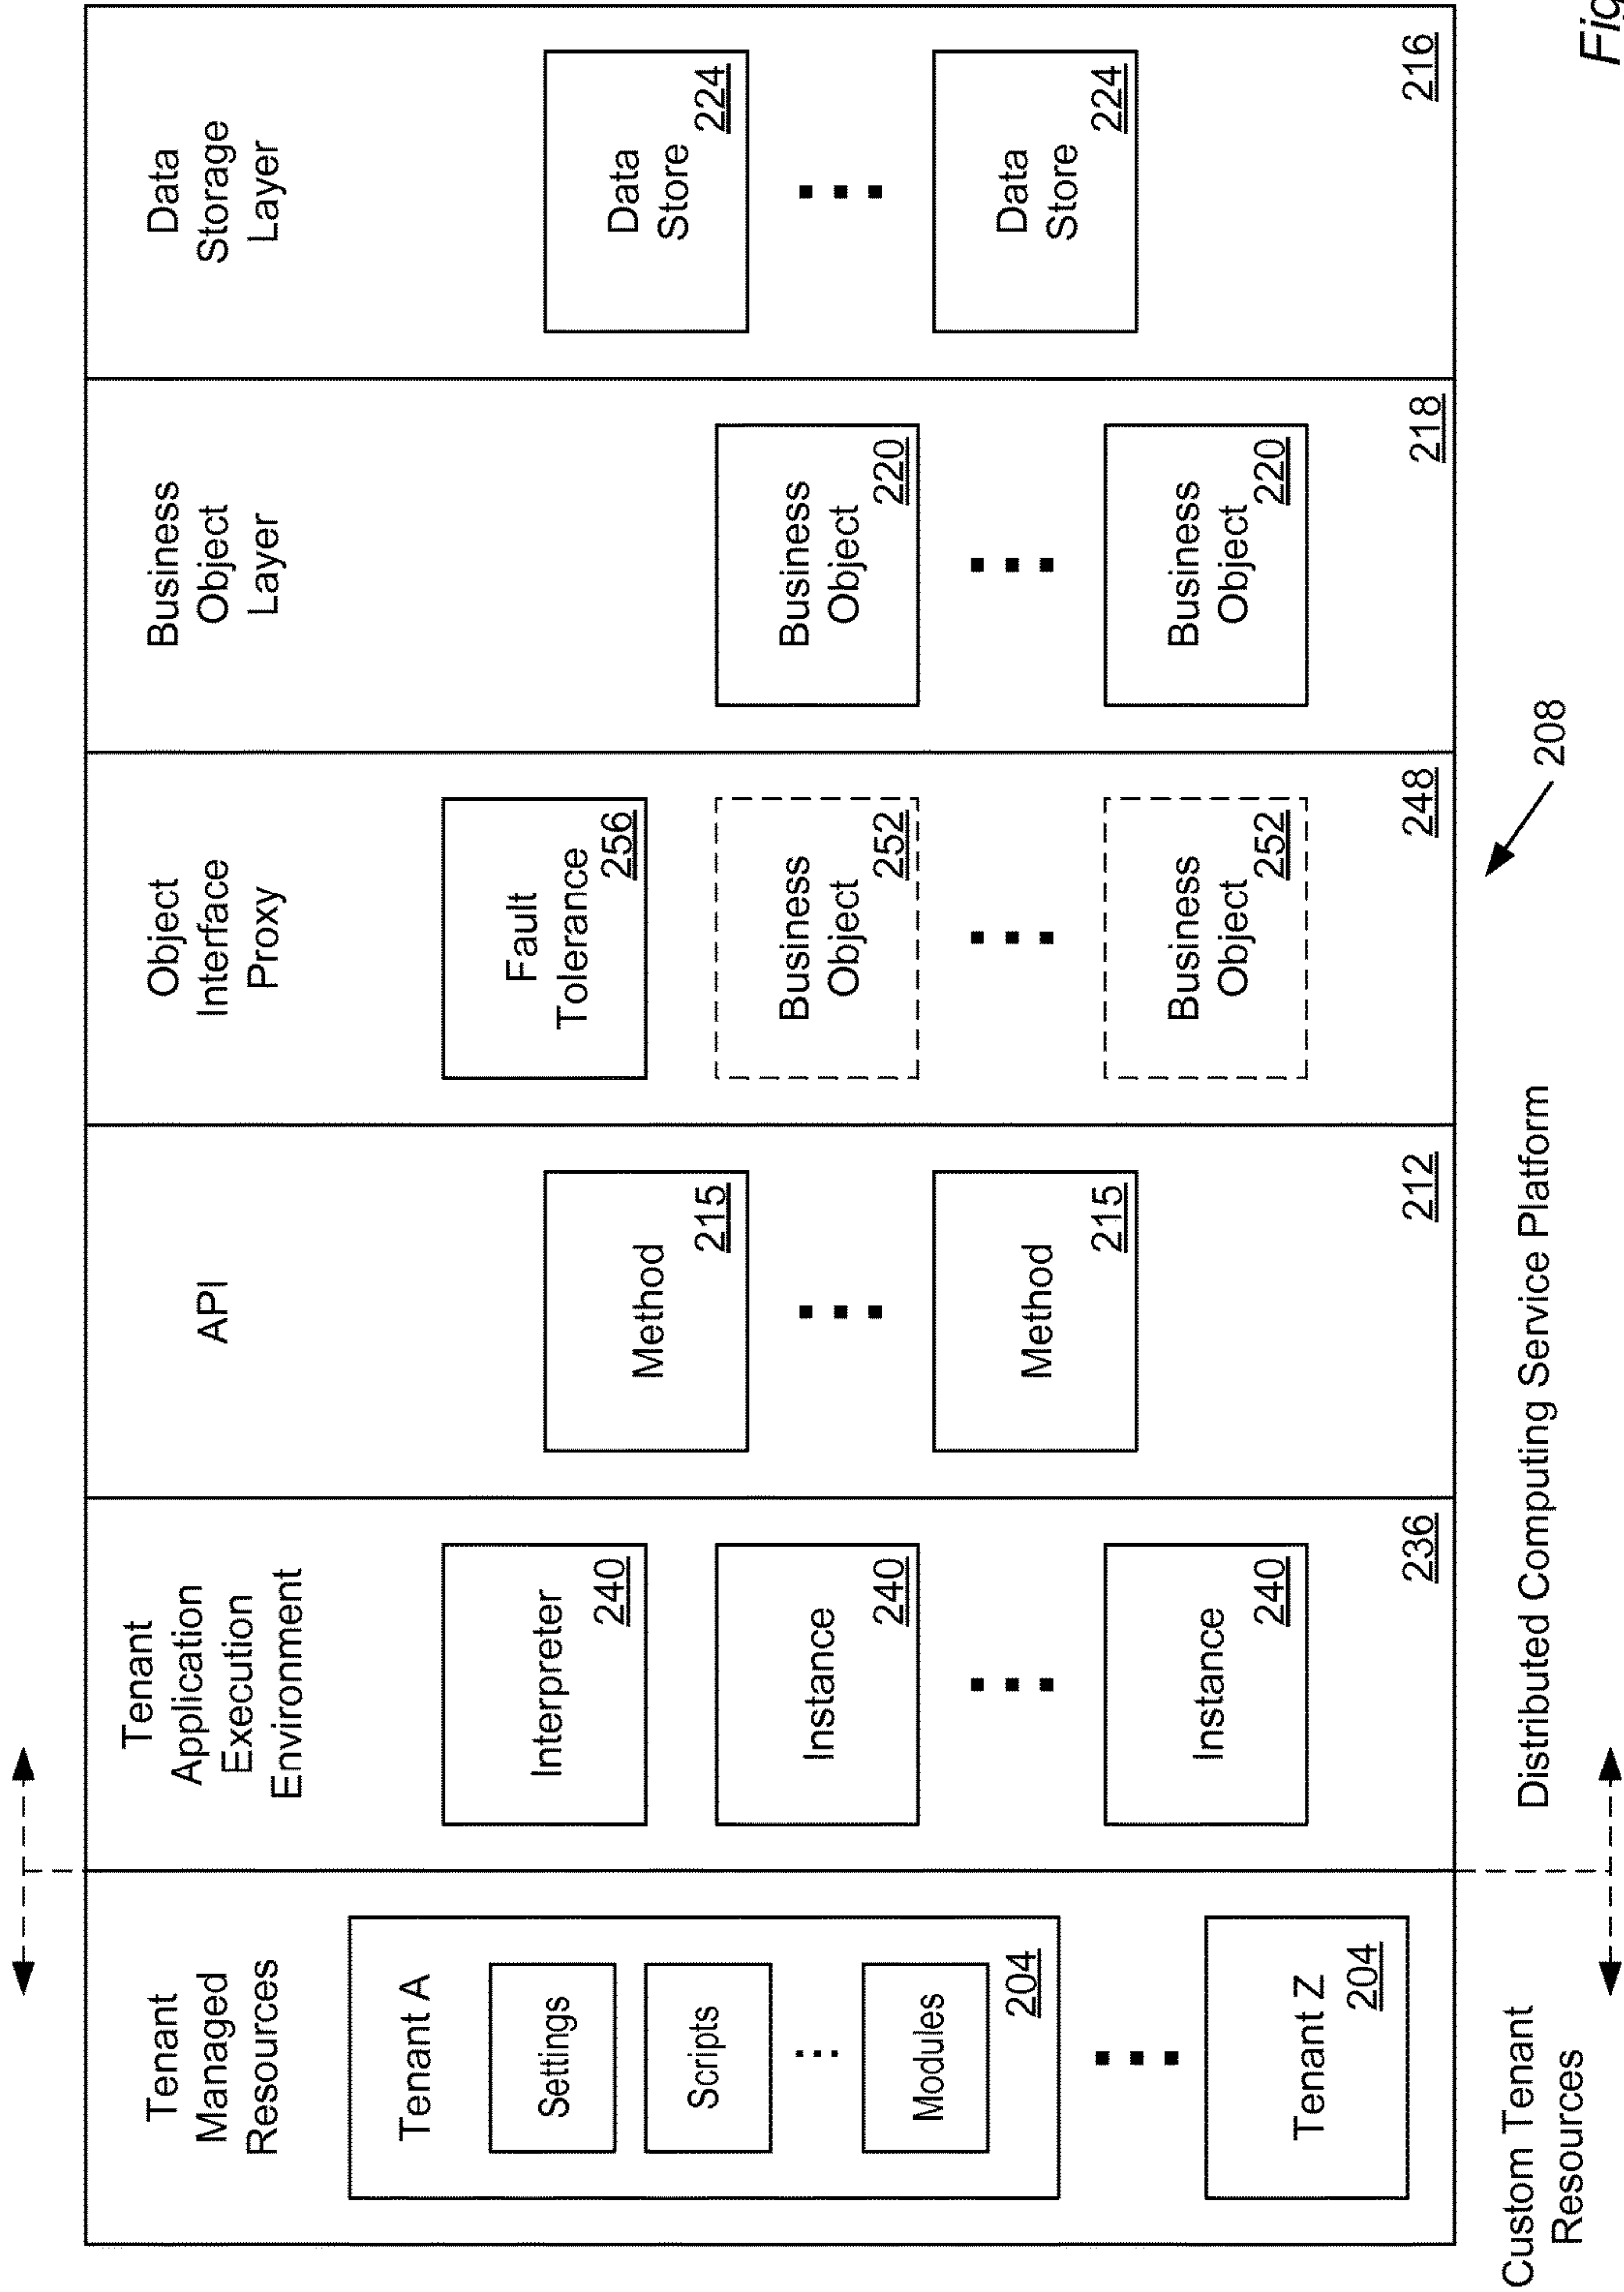 Tenant
Managed
Resources
Tenant A
Settings
Scripts
Modules
204
Tenant Z
204
Tenant
Application
Execution
Environment
Interpreter
240
Instance
240
Instance
240
236
API
Method
215
Method
215
212
Object
Interface
Proxy
Fault
Tolerance
256
Business
Object
252
Business
Object
252
248
Business
Object
Layer
Business
Object
220
Business
Object
220
218
Data
Storage
Layer
Data
Store
224
Data
Store
224
216
Custom Tenant
Resources
Distributed Computing Service Platform
208